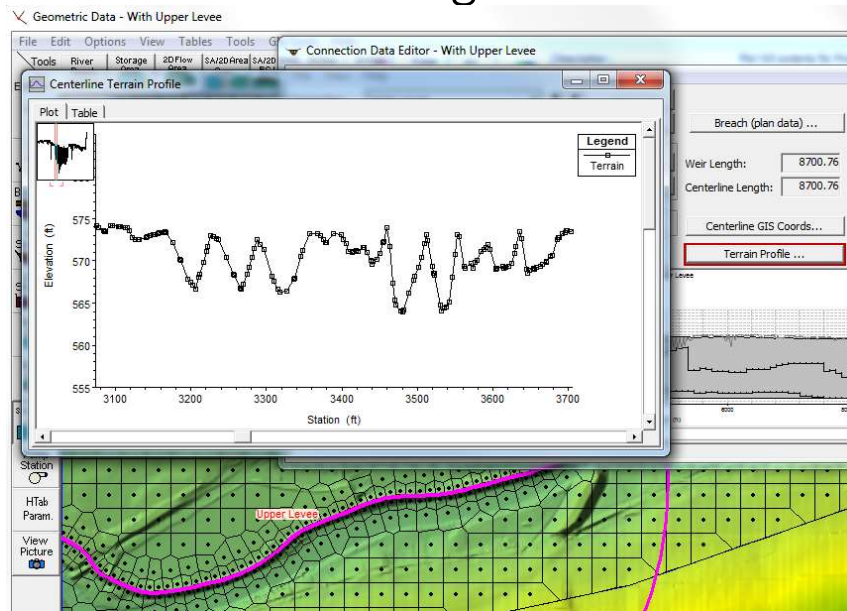 Geometric Data - With Upper Levee
File Edit Options View Tables Tools
Tools River Storage 2D Flow SA/2D Area SA/2D
Connection Data Editor - With Upper Levee
Centerline Terrain Profile
Plot Table
Legend
Terrain
Elevation (ft)
575
570
565
560
555
3100 3200 3300 3400 3500 3600 3700
Station (ft)
Breach (plan data) ...
Weir Length: 8700.76
Centerline Length: 8700.76
Centerline GIS Coords...
Terrain Profile ...
6000
Station
HTab
Param.
View
Picture
Upper Levee